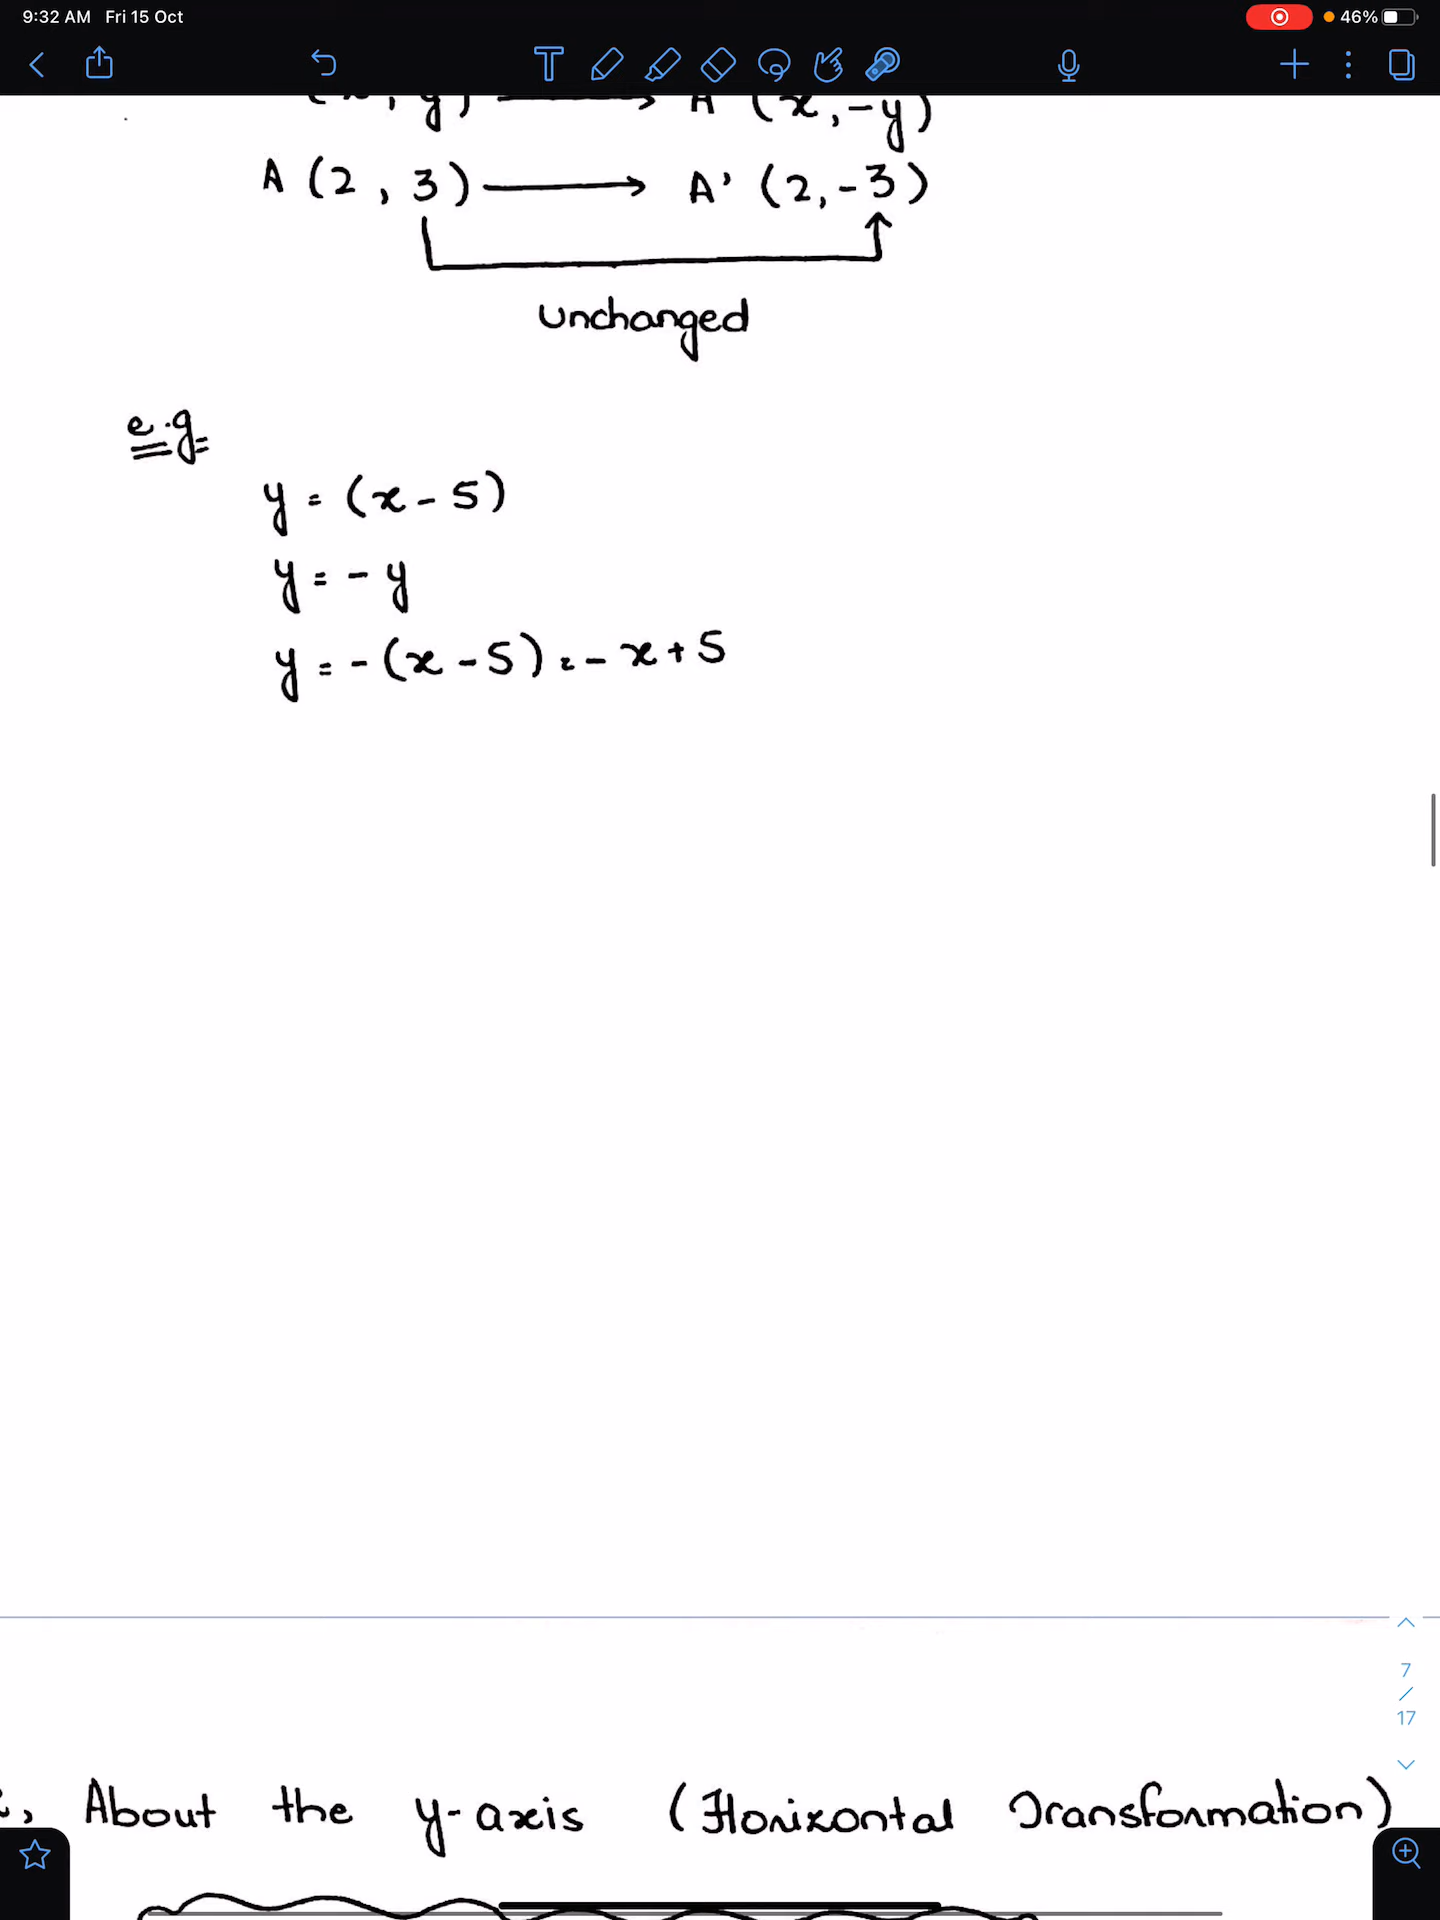 9:32 AM Fri 15 Oct
46%
T
(x, y) ⟶ A (x, -y)
A (2, 3) ⟶ A' (2, -3)
unchanged
e.g
y = (x - 5)
y = - y
y = - (x - 5) = - x + 5
7
/
17
, About the y-axis (Horizontal Transformation)